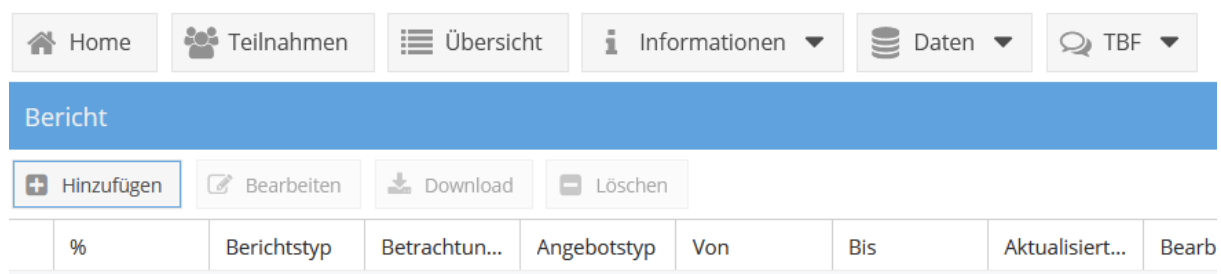 Home Teilnahmen Übersicht Informationen Daten TBF
Bericht
Hinzufügen Bearbeiten Download Löschen
% Berichtstyp Betrachtun... Angebotstyp Von Bis Aktualisiert... Bearb